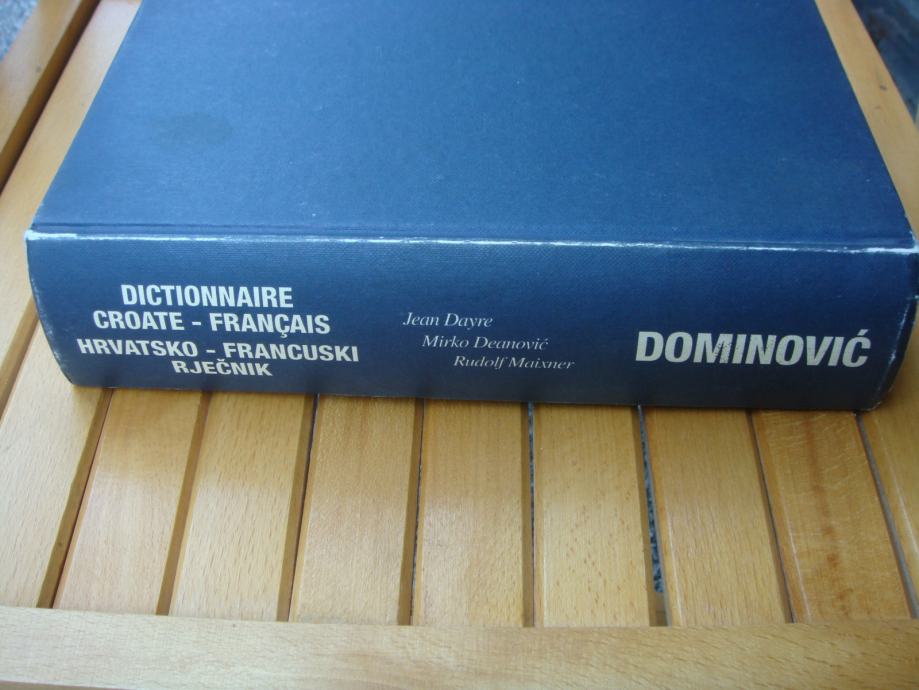 DICTIONNAIRE
CROATE - FRANÇAIS
HRVATSKO - FRANCUSKI
RJEČNIK
Jean Dayre
Mirko Deanović
Rudolf Maixner
DOMINOVIĆ